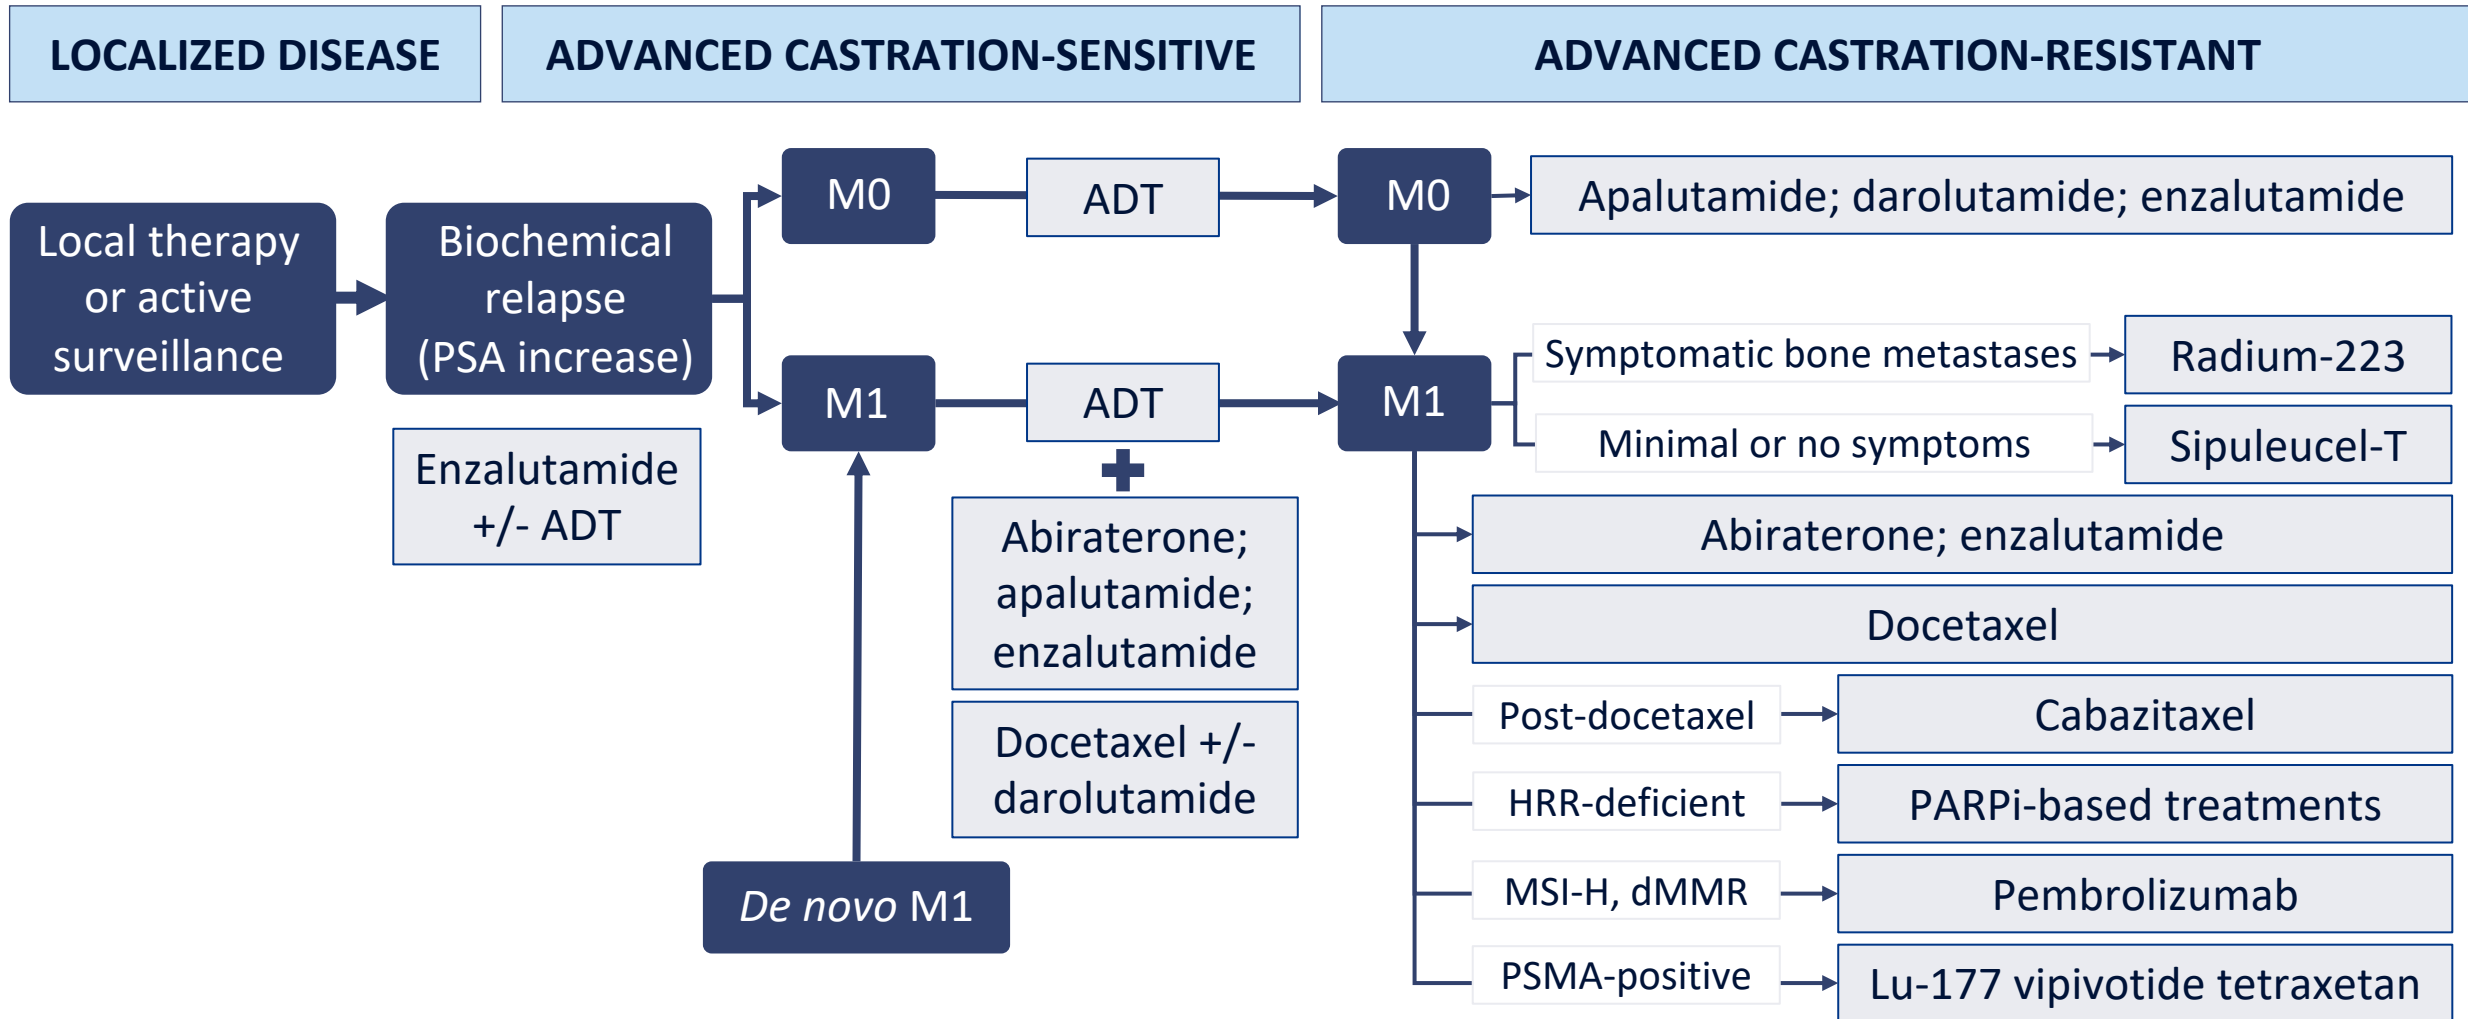 LOCALIZED DISEASE
ADVANCED CASTRATION-SENSITIVE
ADVANCED CASTRATION-RESISTANT
Local therapy
or active
surveillance
Biochemical
relapse
(PSA increase)
Enzalutamide
+/- ADT
M0
ADT
M1
ADT
Abiraterone;
apalutamide;
enzalutamide
Docetaxel +/-
darolutamide
De novo M1
M0
Apalutamide; darolutamide; enzalutamide
M1
Symptomatic bone metastases
Radium-223
Minimal or no symptoms
Sipuleucel-T
Abiraterone; enzalutamide
Docetaxel
Post-docetaxel
Cabazitaxel
HRR-deficient
PARPi-based treatments
MSI-H, dMMR
Pembrolizumab
PSMA-positive
Lu-177 vipivotide tetraxetan